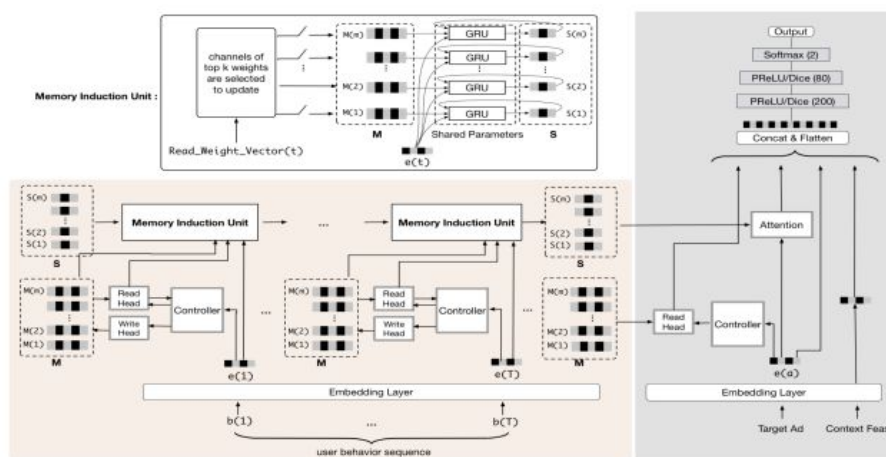 Memory Induction Unit :
channels of
top k weights
are selected
to update
Read_Weight_Vector(t)
M(m)
M(2)
M(1)
M
GRU
GRU
GRU
GRU
Shared Parameters
e(t)
S(m)
S(2)
S(1)
S
S(m)
S(2)
S(1)
S
Memory Induction Unit
...
Memory Induction Unit
S(m)
S(2)
S(1)
S
M(m)
M(2)
M(1)
M
Read
Head
Write
Head
Controller
...
M(m)
M(2)
M(1)
M
Read
Head
Write
Head
Controller
...
M(m)
M(2)
M(1)
M
e(1)
e(T)
Embedding Layer
b(1)
...
b(T)
user behavior sequence
Output
Softmax (2)
PReLU/Dice (80)
PReLU/Dice (200)
Concat & Flatten
Attention
Read
Head
Controller
e(a)
Embedding Layer
Target Ad
Context Feas